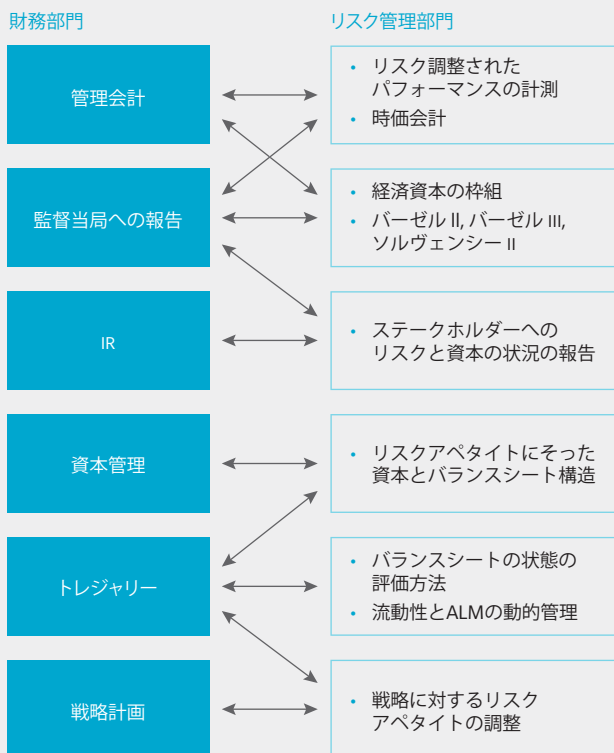 財務部門
リスク管理部門
管理会計
• リスク調整された
パフォーマンスの計測
• 時価会計
監督当局への報告
• 経済資本の枠組
• バーゼル II, バーゼル III,
ソルヴェンシー II
IR
• ステークホルダーへの
リスクと資本の状況の報告
資本管理
• リスクアペタイトにそった
資本とバランスシート構造
トレジャリー
• バランスシートの状態の
評価方法
• 流動性とALMの動的管理
戦略計画
• 戦略に対するリスク
アペタイトの調整